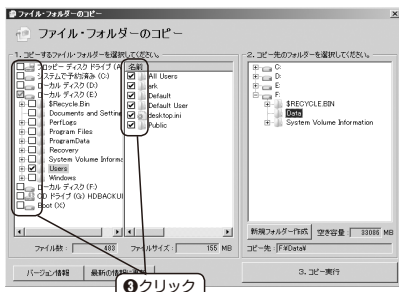 ファイル・フォルダーのコピー
ファイル・フォルダーのコピー
1. コピーするファイル・フォルダーを選択してください。
フロッピー ディスク ドライブ (A
システムで予約済み (C:)
ローカル ディスク (D:)
ローカル ディスク (E:)
$Recycle.Bin
Documents and Setting
PerfLogs
Program Files
ProgramData
Recovery
System Volume Informa
Users
Windows
ローカル ディスク (F:)
CD ドライブ (G:) HDBACKUI
Boot (X:)
名前
All Users
ark
Default
Default User
desktop.ini
Public
ファイル数： 483 ファイルサイズ： 155 MB
2. コピー先のフォルダーを選択してください。
C:
D:
E:
F:
$RECYCLE.BIN
Data
System Volume Information
新規フォルダー作成 空き容量： 33086 MB
コピー先： F:¥Data¥
バージョン情報
最新の情報
3. コピー実行
❸クリック